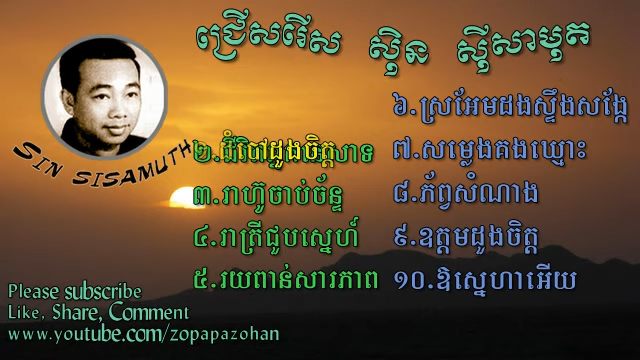 ជ្រើសរើស ស៊ិន ស៊ីសាមុត
SIN SISAMUTH
ជំរៅដួងចិត្ត
២.
៣.រាហ៊ូចាប់ច័ន្ទ
៤.រាត្រីជួបស្នេហ៍
៥.រយពាន់សារភាព
៦.ស្រអែមដងស្ទឹងសង្កែ
៧.សម្លេងគងឃ្មោះ
៨.ភ័ព្វសំណាង
៩.ឧត្តមដួងចិត្ត
១០.ឱស្នេហាអើយ
Please subscribe
Like, Share, Comment
www.youtube.com/zopapazohan